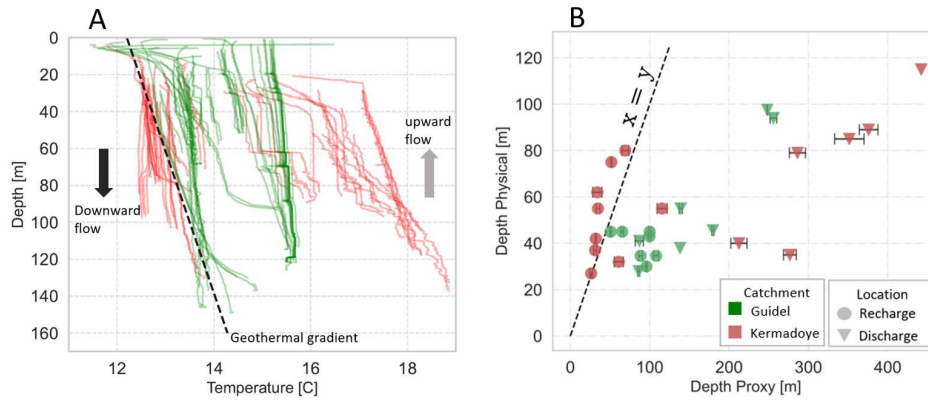 A
0
20
40
60
80
100
120
140
160
Depth [m]
12
14
16
18
Temperature [C]
Downward
flow
upward
flow
Geothermal gradient
B
120
100
80
60
40
20
0
Depth Physical [m]
0
100
200
300
400
Depth Proxy [m]
x = y
Catchment
Guidel
Kermadoye
Location
Recharge
Discharge